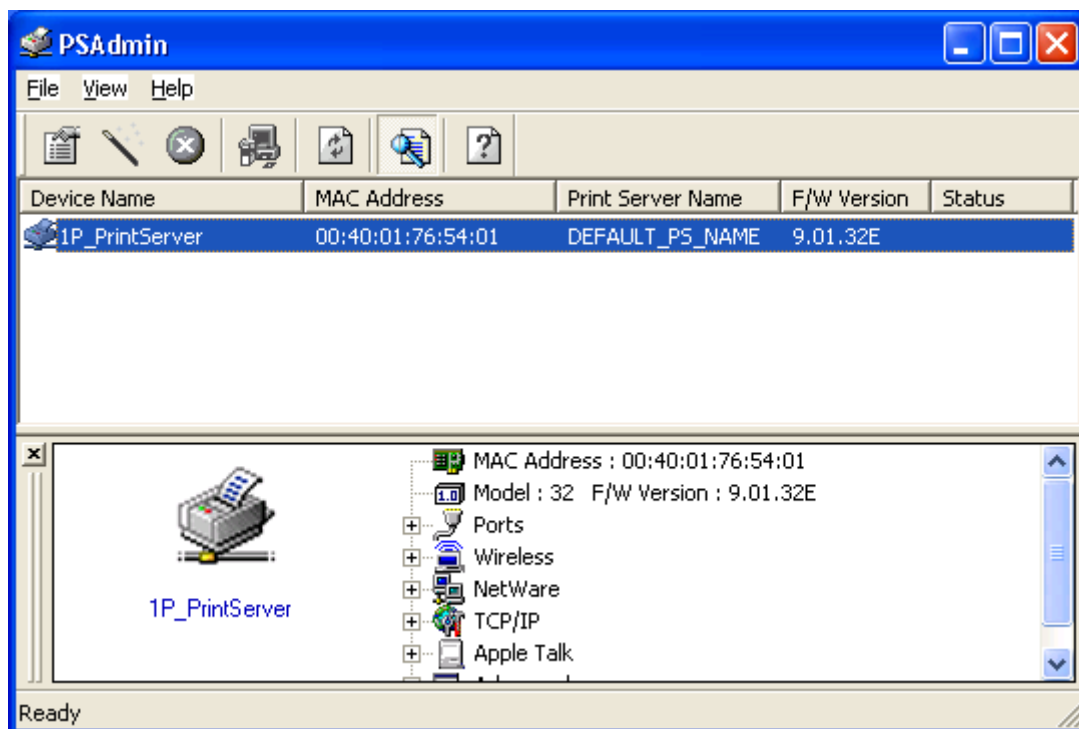 PSAdmin
File View Help
Device Name MAC Address Print Server Name F/W Version Status
1P_PrintServer 00:40:01:76:54:01 DEFAULT_PS_NAME 9.01.32E
MAC Address : 00:40:01:76:54:01
1.0 Model : 32 F/W Version : 9.01.32E
Ports
Wireless
NetWare
TCP/IP
Apple Talk
1P_PrintServer
Ready